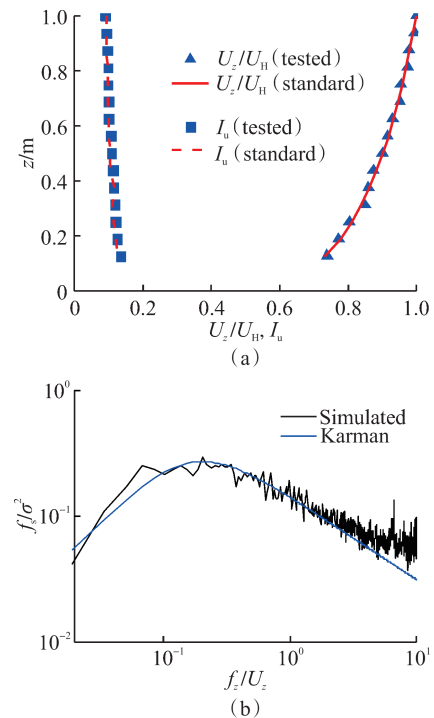 1.0
0.8
0.6
0.4
0.2
0
z/m
U_z/U_H (tested)
U_z/U_H (standard)
I_u (tested)
I_u (standard)
0 0.2 0.4 0.6 0.8 1.0
U_z/U_H, I_u
(a)
10^0
10^-1
10^-2
f_s/σ^2
Simulated
Karman
10^-1 10^0 10^1
f_z/U_z
(b)